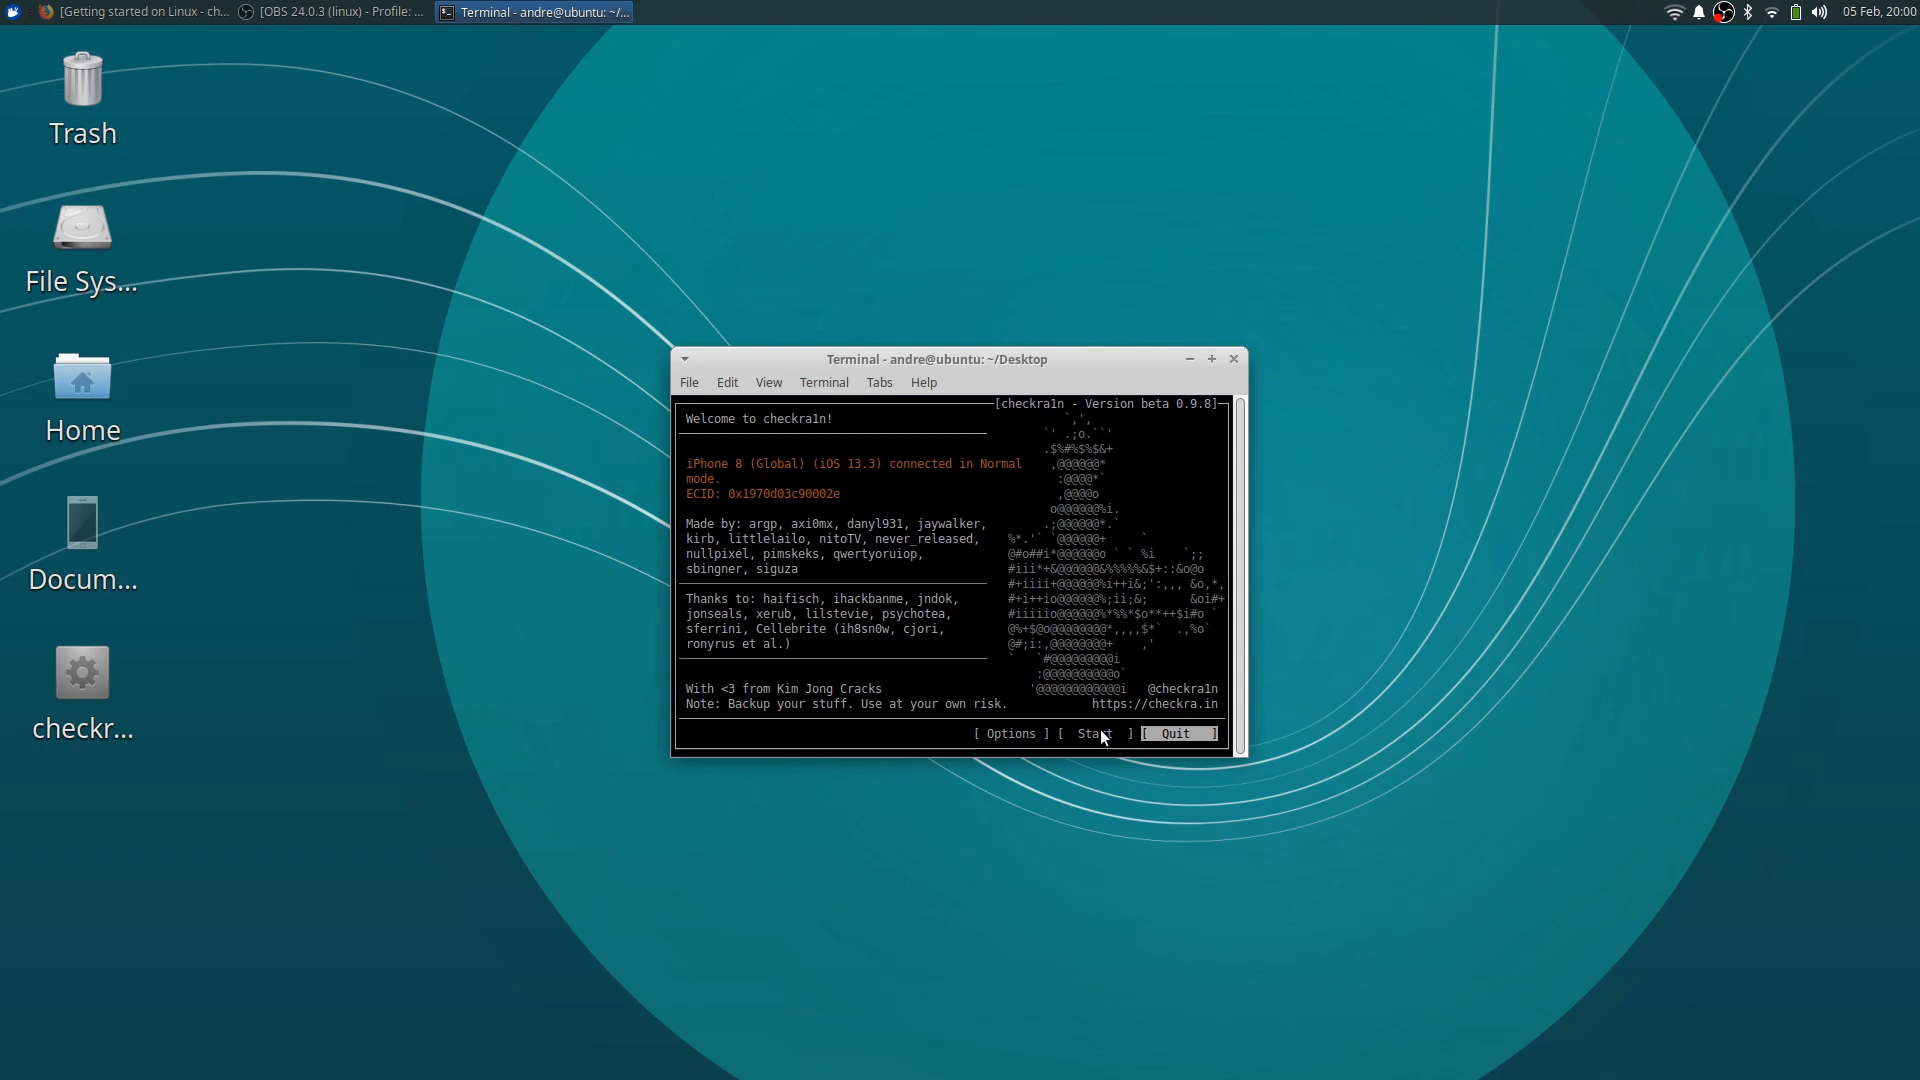 [Getting started on Linux - ch...
[OBS 24.0.3 (linux) - Profile: ...
Terminal - andre@ubuntu: ~/...
05 Feb, 20:00
Trash
File Sys...
Home
Docum...
checkr...
Terminal - andre@ubuntu: ~/Desktop
File Edit View Terminal Tabs Help
[checkra1n - Version beta 0.9.8]
Welcome to checkra1n!
iPhone 8 (Global) (iOS 13.3) connected in Normal
mode.
ECID: 0x1970d03c90002e
Made by: argp, axi0mx, danyl931, jaywalker,
kirb, littlelailo, nitoTV, never_released,
nullpixel, pimskeks, qwertyoruiop,
sbingner, siguza
Thanks to: haifisch, ihackbanme, jndok,
jonseals, xerub, lilstevie, psychotea,
sferrini, Cellebrite (ih8sn0w, cjori,
ronyrus et al.)
With <3 from Kim Jong Cracks
@checkra1n
Note: Backup your stuff. Use at your own risk.
https://checkra.in
[ Options ] [ Start ] [ Quit ]